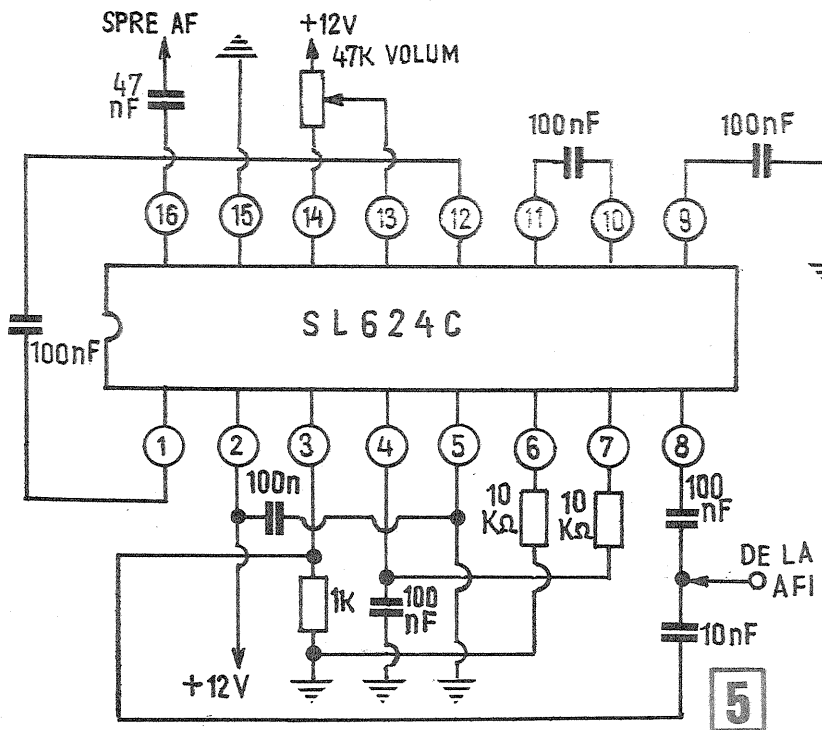 SPRE AF
+12V
47K VOLUM
47
nF
100nF
100nF
16
15
14
13
12
11
10
9
SL624C
100nF
1
2
3
4
5
6
7
8
100n
10
KΩ
10
KΩ
100
nF
DE LA
AFI
1K
100
nF
10nF
+12V
5